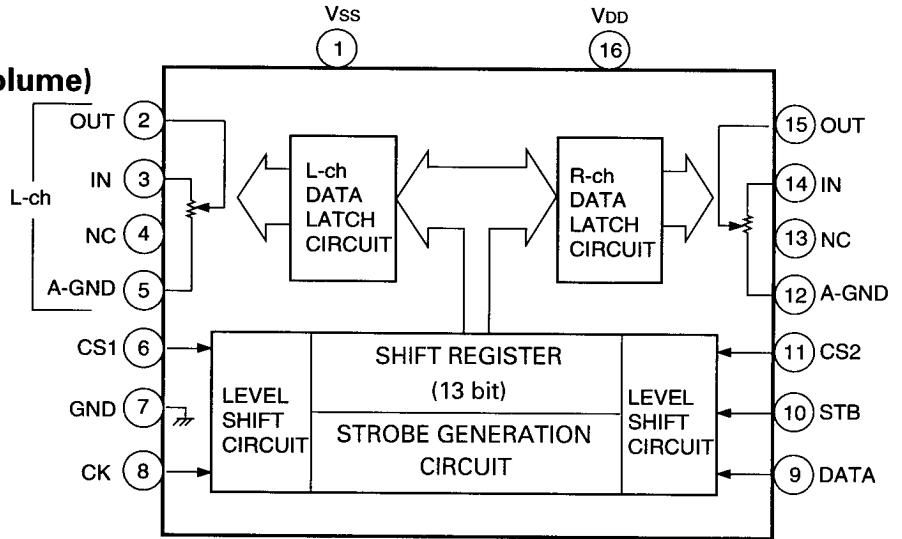 VSS
VDD
1
16
olume)
L-ch
OUT 2
IN 3
NC 4
A-GND 5
CS1 6
GND 7
CK 8
L-ch
DATA
LATCH
CIRCUIT
R-ch
DATA
LATCH
CIRCUIT
15 OUT
14 IN
13 NC
12 A-GND
11 CS2
10 STB
9 DATA
LEVEL
SHIFT
CIRCUIT
SHIFT REGISTER
(13 bit)
STROBE GENERATION
CIRCUIT
LEVEL
SHIFT
CIRCUIT